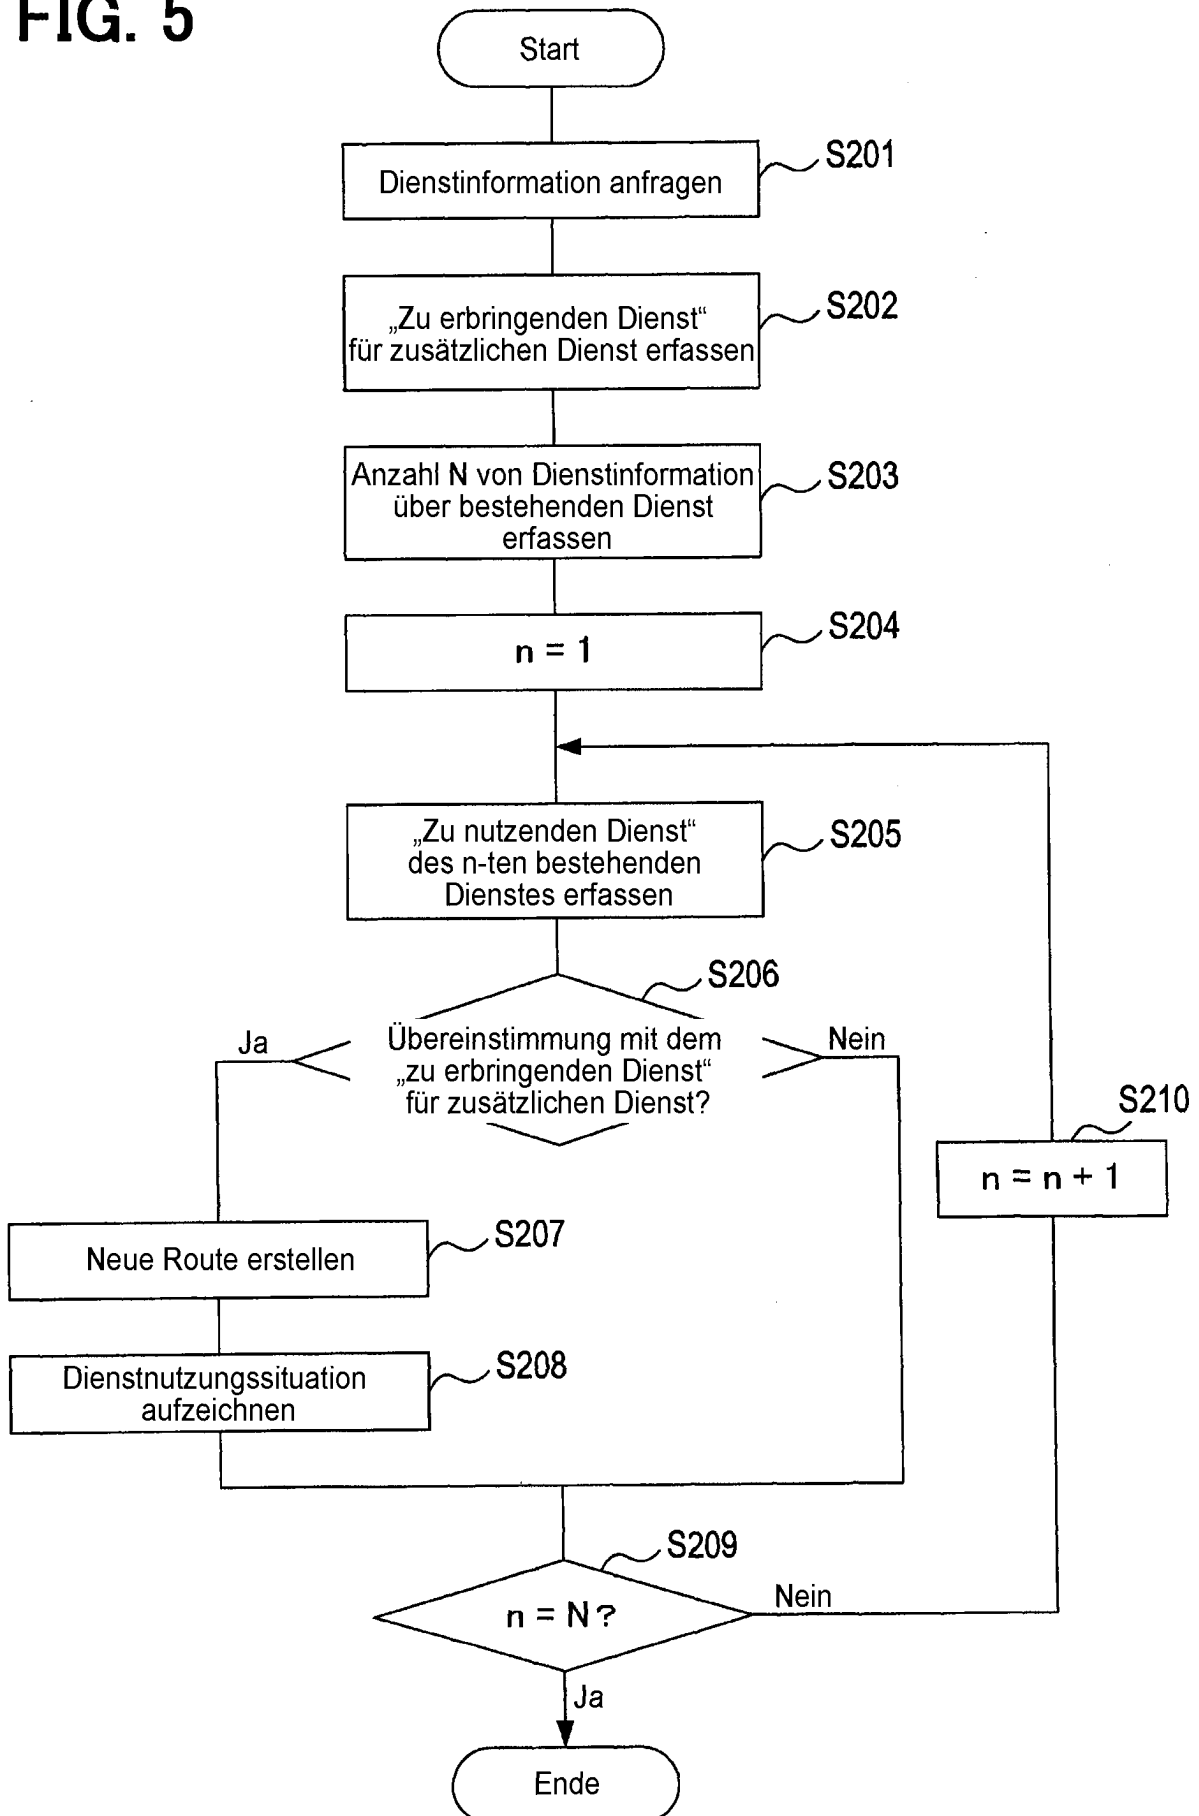 FIG. 5
Start
Dienstinformation anfragen
S201
„Zu erbringenden Dienst“
für zusätzlichen Dienst erfassen
S202
Anzahl N von Dienstinformation
über bestehenden Dienst
erfassen
S203
n = 1
S204
„Zu nutzenden Dienst“
des n-ten bestehenden
Dienstes erfassen
S205
S206
Übereinstimmung mit dem
„zu erbringenden Dienst“
für zusätzlichen Dienst?
Ja
Nein
S210
n = n + 1
Neue Route erstellen
S207
Dienstnutzungssituation
aufzeichnen
S208
S209
n = N ?
Nein
Ja
Ende